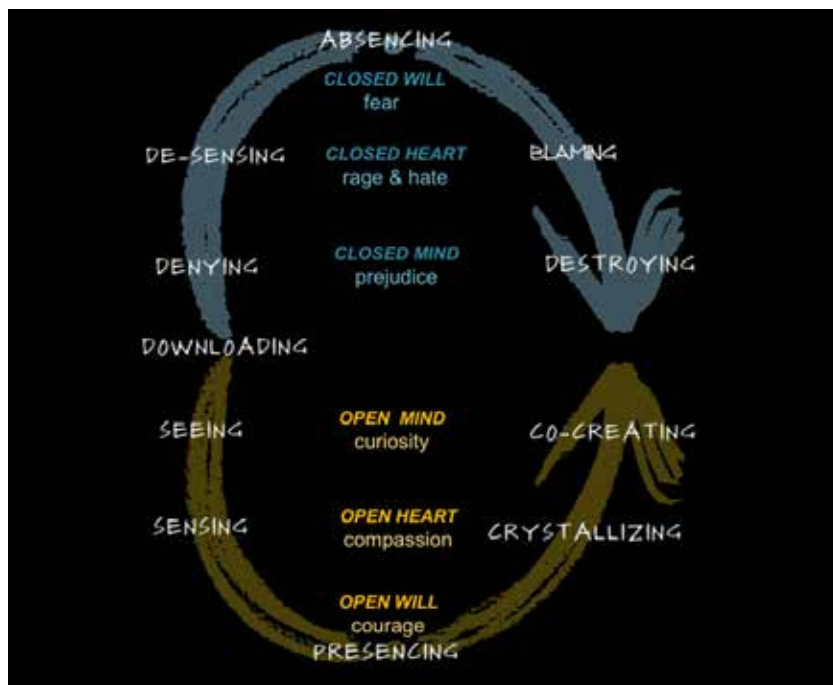 ABSENCING
CLOSED WILL
fear
DE-SENSING
CLOSED HEART
rage & hate
BLAMING
DENYING
CLOSED MIND
prejudice
DESTROYING
DOWNLOADING
SEEING
OPEN MIND
curiosity
CO-CREATING
SENSING
OPEN HEART
compassion
CRYSTALLIZING
OPEN WILL
courage
PRESENCING